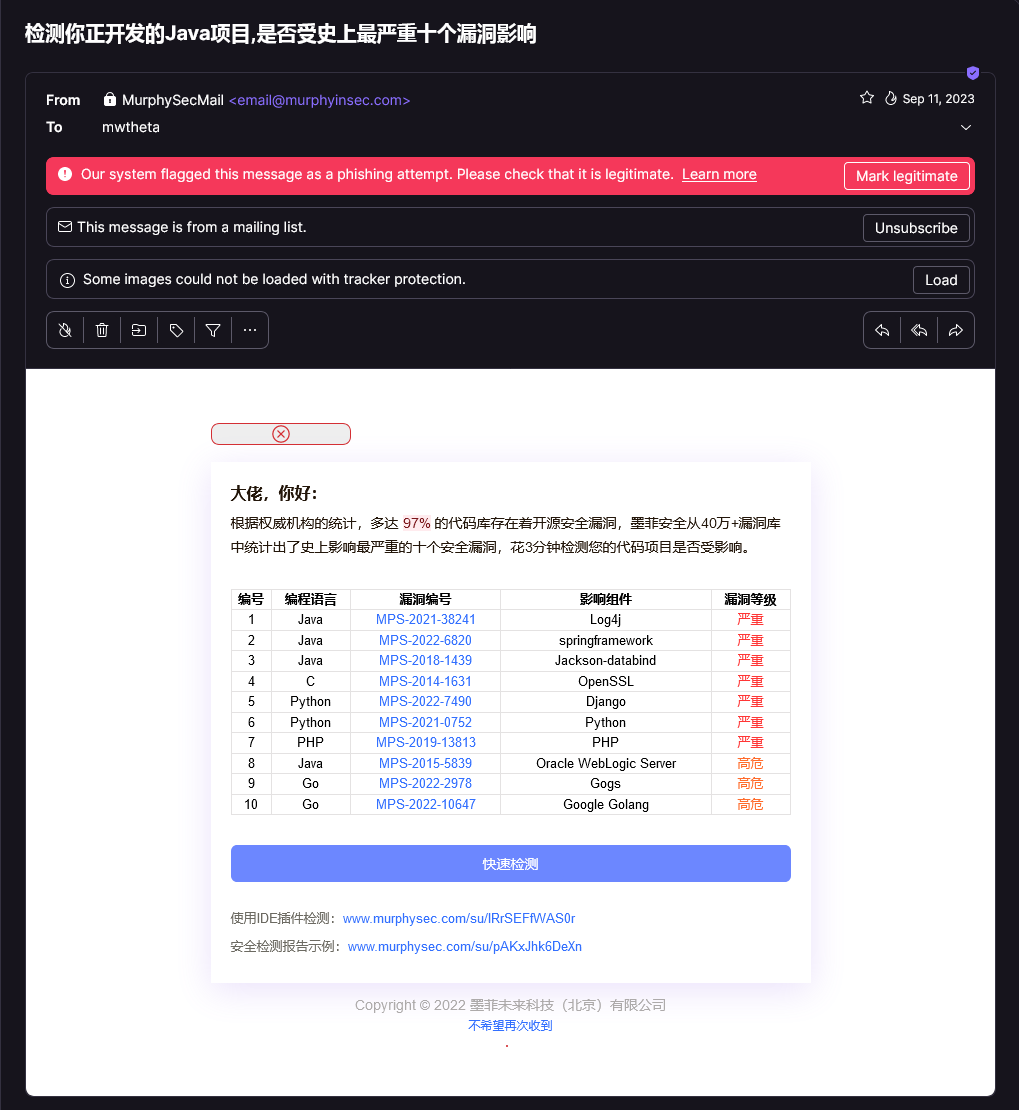 检测你正开发的Java项目,是否受史上最严重十个漏洞影响
From MurphySecMail <email@murphyinsec.com> Sep 11, 2023
To mwtheta
Our system flagged this message as a phishing attempt. Please check that it is legitimate. Learn more Mark legitimate
This message is from a mailing list. Unsubscribe
Some images could not be loaded with tracker protection. Load
大佬，你好：
根据权威机构的统计，多达 97% 的代码库存在着开源安全漏洞，墨菲安全从40万+漏洞库
中统计出了史上影响最严重的十个安全漏洞，花3分钟检测您的代码项目是否受影响。
编号 编程语言 漏洞编号 影响组件 漏洞等级
1 Java MPS-2021-38241 Log4j 严重
2 Java MPS-2022-6820 springframework 严重
3 Java MPS-2018-1439 Jackson-databind 严重
4 C MPS-2014-1631 OpenSSL 严重
5 Python MPS-2022-7490 Django 严重
6 Python MPS-2021-0752 Python 严重
7 PHP MPS-2019-13813 PHP 严重
8 Java MPS-2015-5839 Oracle WebLogic Server 高危
9 Go MPS-2022-2978 Gogs 高危
10 Go MPS-2022-10647 Google Golang 高危
快速检测
使用IDE插件检测：www.murphysec.com/su/IRrSEFfWAS0r
安全检测报告示例：www.murphysec.com/su/pAKxJhk6DeXn
Copyright © 2022 墨菲未来科技（北京）有限公司
不希望再次收到